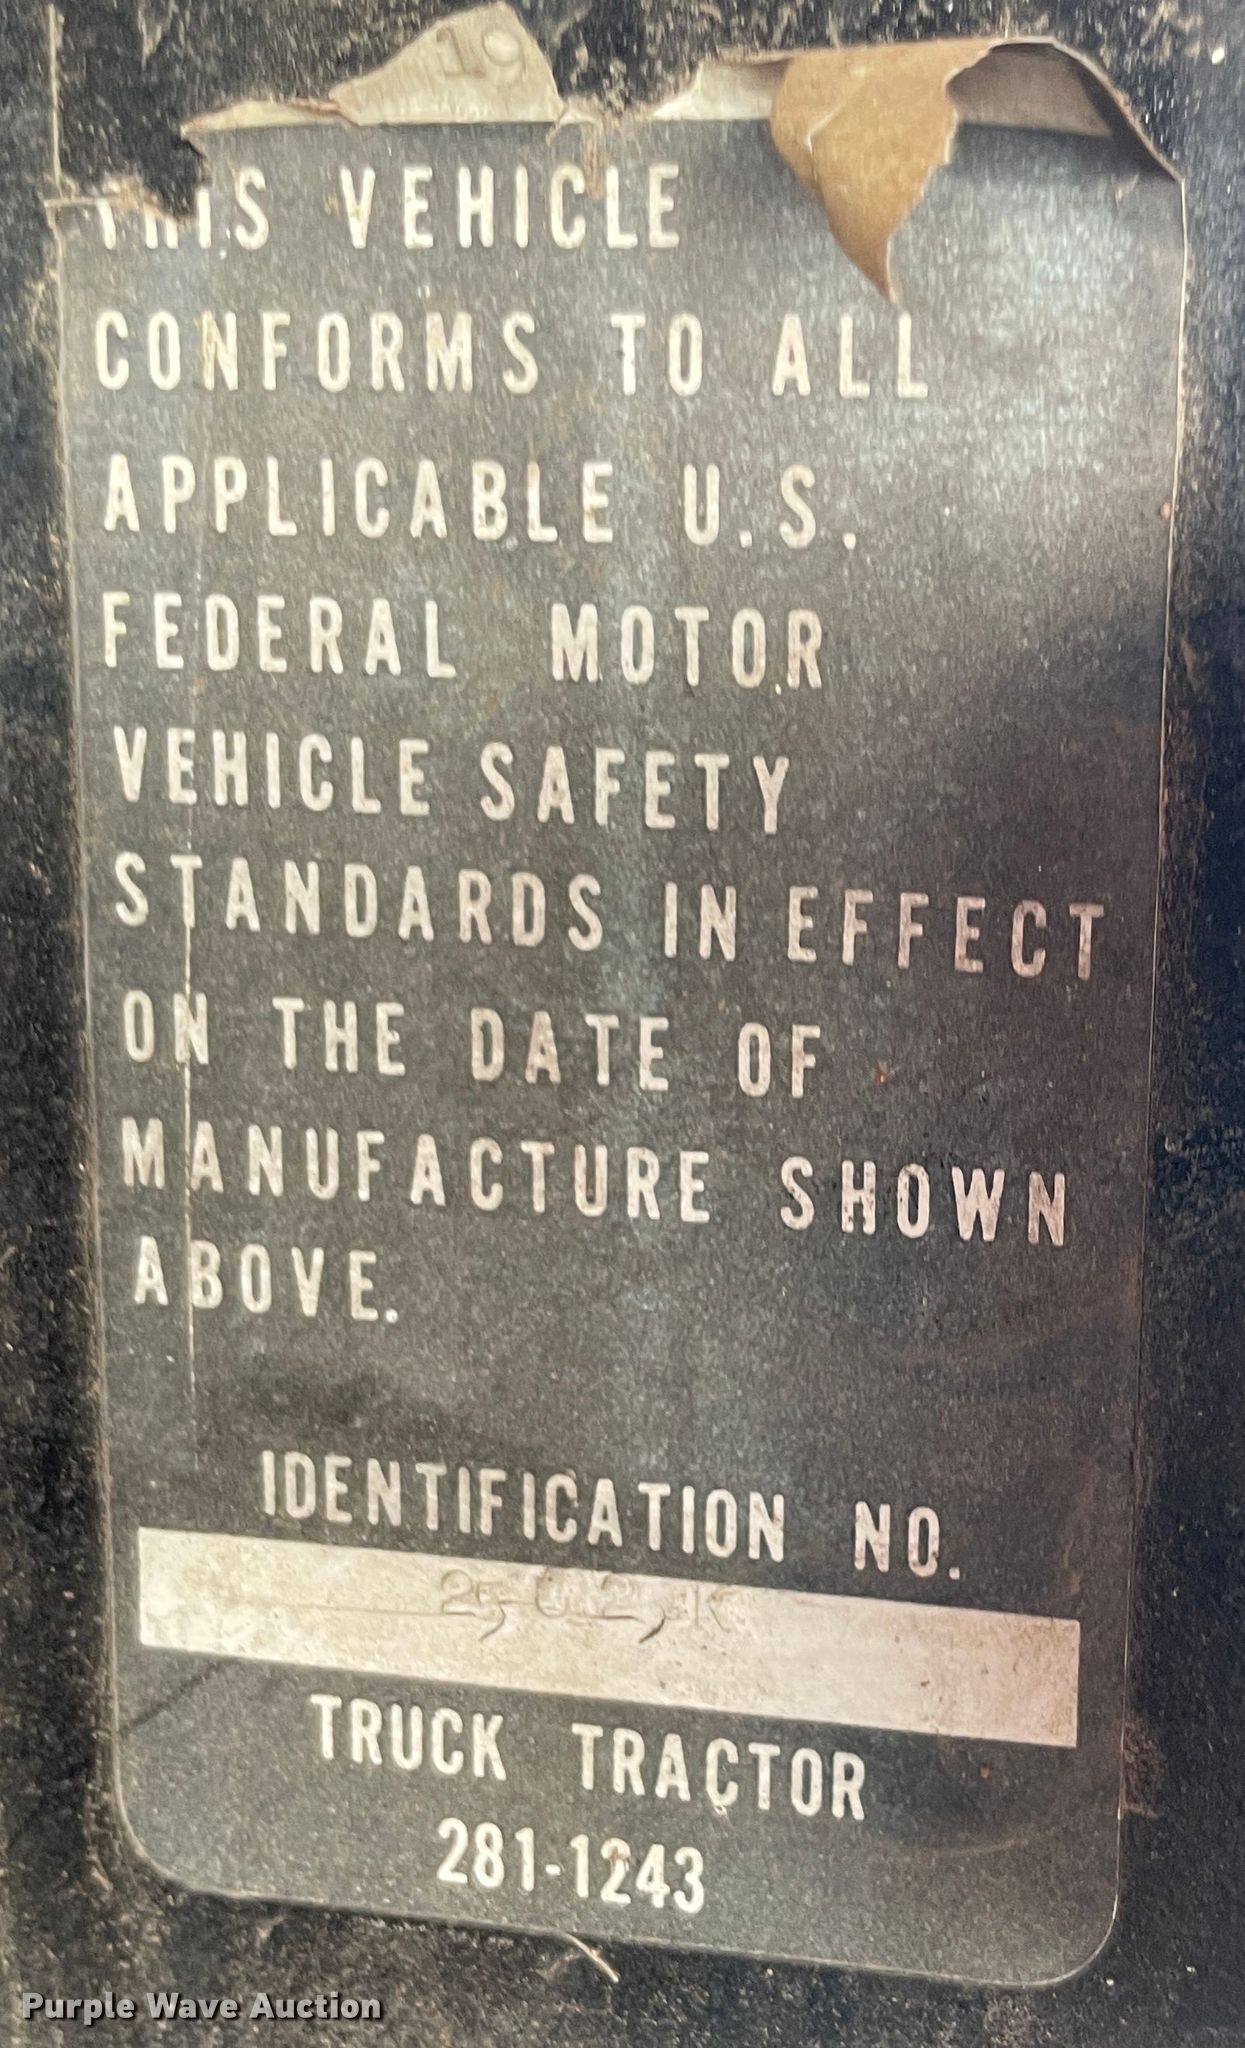 19
THIS VEHICLE
CONFORMS TO ALL
APPLICABLE U.S.
FEDERAL MOTOR
VEHICLE SAFETY
STANDARDS IN EFFECT
ON THE DATE OF
MANUFACTURE SHOWN
ABOVE.
IDENTIFICATION NO.
TRUCK TRACTOR
281-1243
Purple Wave Auction